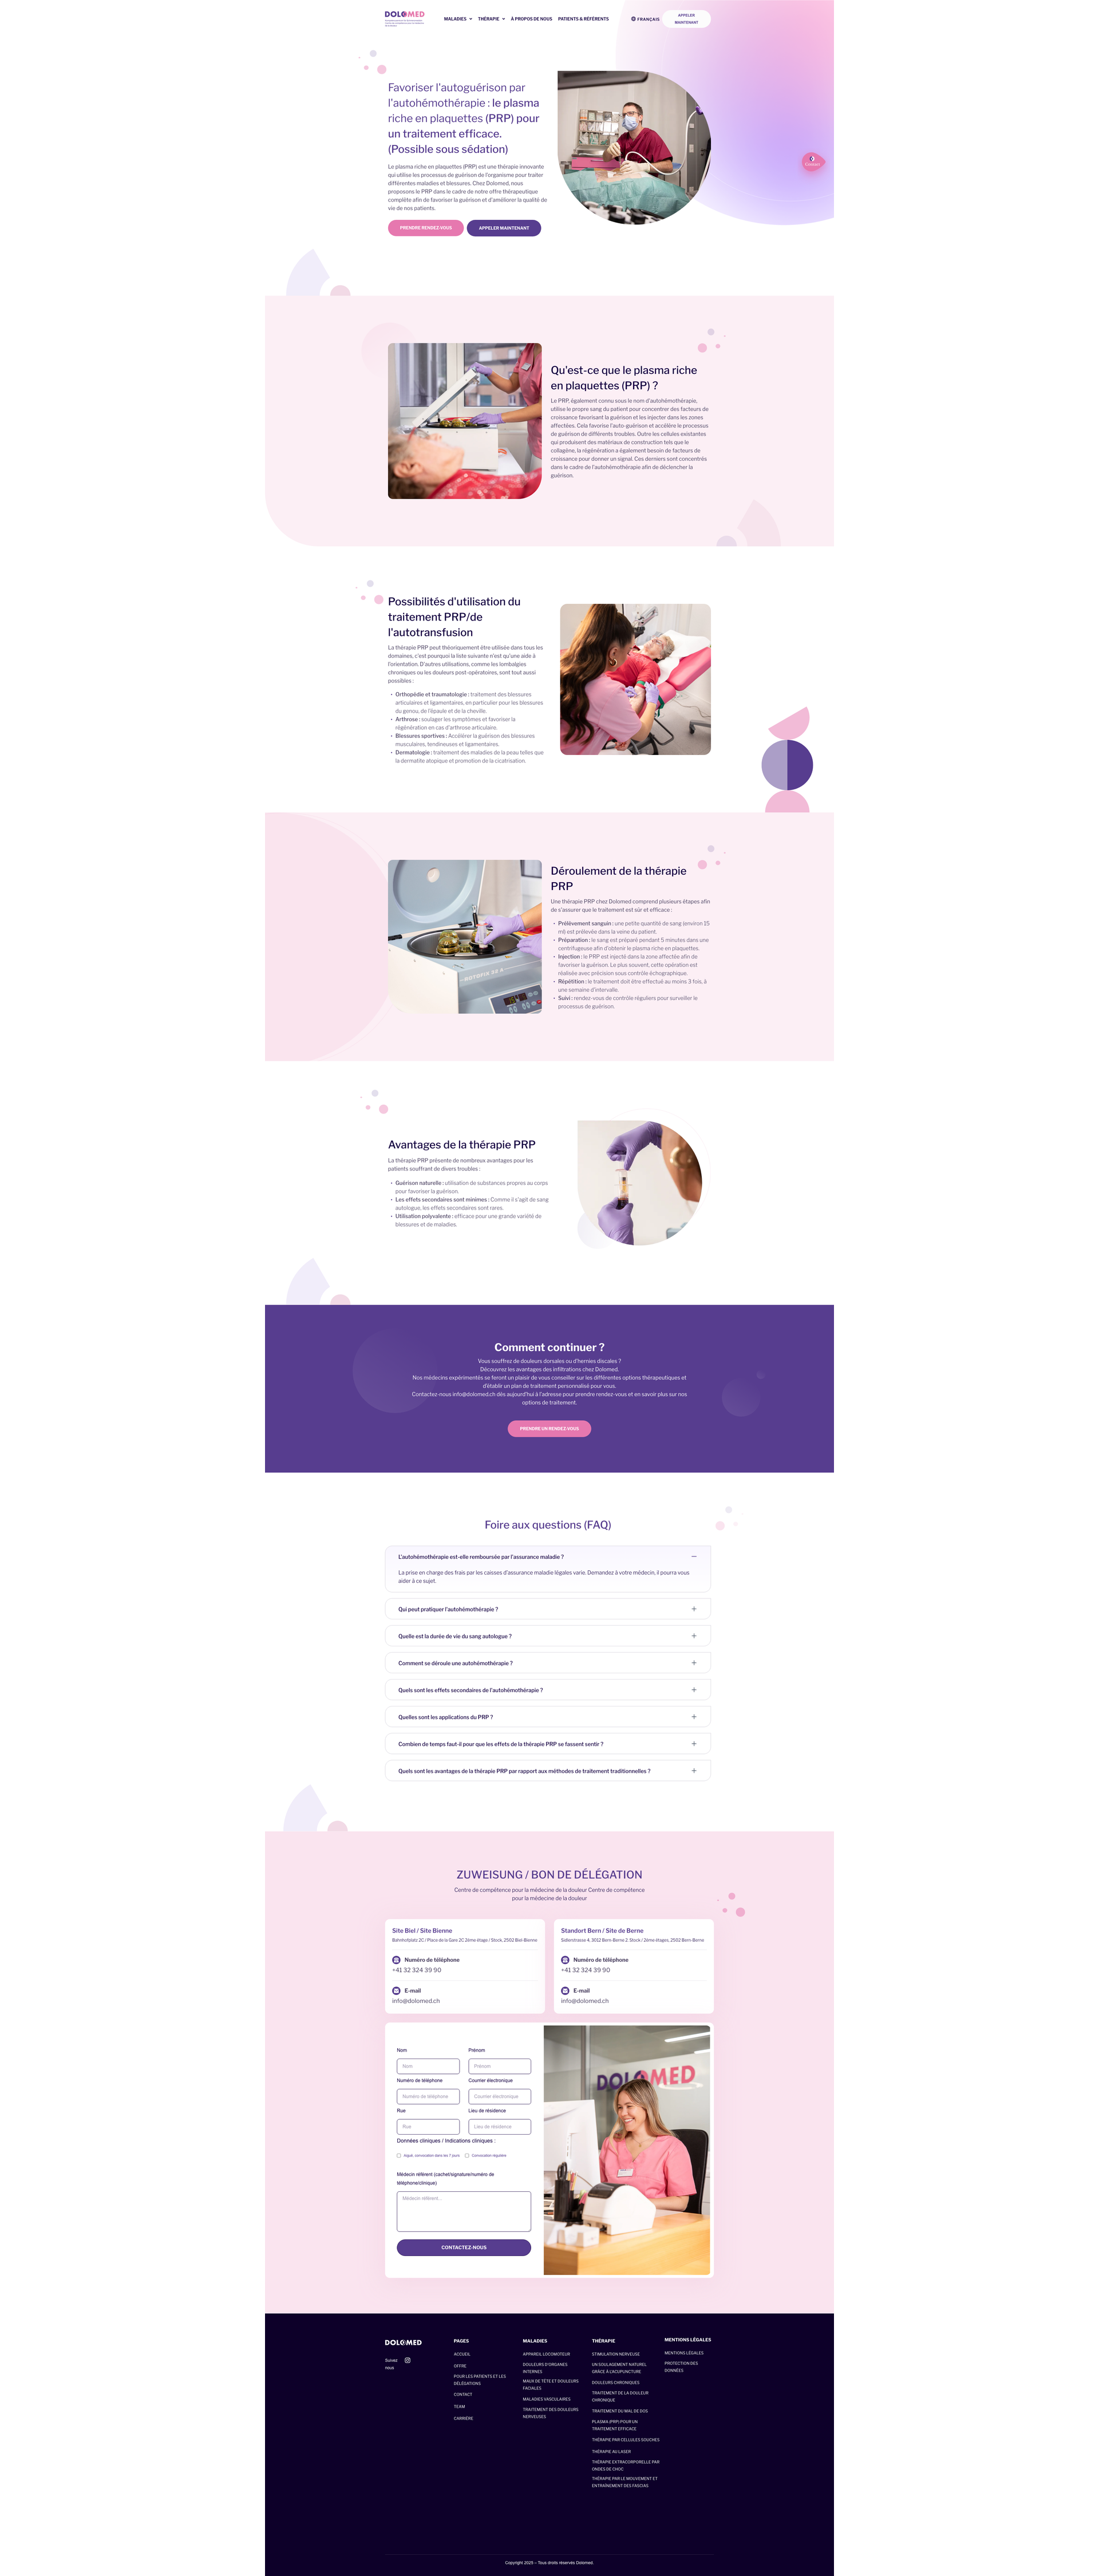 DOLOMED
MALADIES
THÉRAPIE
À PROPOS DE NOUS
PATIENTS & RÉFÉRENTS
FRANÇAIS
APPELER
MAINTENANT
Favoriser l'autoguérison par
l'autohémothérapie : le plasma
riche en plaquettes (PRP) pour
un traitement efficace.
(Possible sous sédation)
Le plasma riche en plaquettes (PRP) est une thérapie innovante
qui utilise les processus de guérison de l'organisme pour traiter
différentes maladies et blessures. Chez Dolomed, nous
proposons le PRP dans le cadre de notre offre thérapeutique
complète afin de favoriser la guérison et d'améliorer la qualité de
vie de nos patients.
PRENDRE RENDEZ-VOUS
APPELER MAINTENANT
Qu'est-ce que le plasma riche
en plaquettes (PRP) ?
Le PRP, également connu sous le nom d'autohémothérapie,
utilise le propre sang du patient pour concentrer des facteurs de
croissance favorisant la guérison et les injecter dans les zones
affectées. Cela favorise l'auto-guérison et accélère le processus
de guérison de différents troubles. Outre les cellules existantes
qui produisent des matériaux de construction tels que le
collagène, la régénération a également besoin de facteurs de
croissance pour donner un signal. Ces derniers sont concentrés
dans le cadre de l'autohémothérapie afin de déclencher la
guérison.
Possibilités d'utilisation du
traitement PRP/de
l'autotransfusion
La thérapie PRP peut théoriquement être utilisée dans tous les
domaines, c'est pourquoi la liste suivante n'est qu'une aide à
l'orientation. D'autres utilisations, comme les lombalgies
chroniques ou les douleurs post-opératoires, sont tout aussi
possibles :
• Orthopédie et traumatologie : traitement des blessures
articulaires et ligamentaires, en particulier pour les blessures
du genou, de l'épaule et de la cheville.
• Arthrose : soulager les symptômes et favoriser la
régénération en cas d'arthrose articulaire.
• Blessures sportives : Accélérer la guérison des blessures
musculaires, tendineuses et ligamentaires.
• Dermatologie : traitement des maladies de la peau telles que
la dermatite atopique et promotion de la cicatrisation.
Déroulement de la thérapie
PRP
Une thérapie PRP chez Dolomed comprend plusieurs étapes afin
de s'assurer que le traitement est sûr et efficace :
• Prélèvement sanguin : une petite quantité de sang (environ 15
ml) est prélevée dans la veine du patient.
• Préparation : le sang est préparé pendant 5 minutes dans une
centrifugeuse afin d'obtenir le plasma riche en plaquettes.
• Injection : le PRP est injecté dans la zone affectée afin de
favoriser la guérison. Le plus souvent, cette opération est
réalisée avec précision sous contrôle échographique.
• Répétition : le traitement doit être effectué au moins 3 fois, à
une semaine d'intervalle.
• Suivi : rendez-vous de contrôle réguliers pour surveiller le
processus de guérison.
Avantages de la thérapie PRP
La thérapie PRP présente de nombreux avantages pour les
patients souffrant de divers troubles :
• Guérison naturelle : utilisation de substances propres au corps
pour favoriser la guérison.
• Les effets secondaires sont minimes : Comme il s'agit de sang
autologue, les effets secondaires sont rares.
• Utilisation polyvalente : efficace pour une grande variété de
blessures et de maladies.
Comment continuer ?
Vous souffrez de douleurs dorsales ou d'hernies discales ?
Découvrez les avantages des infiltrations chez Dolomed.
Nos médecins expérimentés se feront un plaisir de vous conseiller sur les différentes options thérapeutiques et
d'établir un plan de traitement personnalisé pour vous.
Contactez-nous info@dolomed.ch dès aujourd'hui à l'adresse pour prendre rendez-vous et en savoir plus sur nos
options de traitement.
PRENDRE UN RENDEZ-VOUS
Foire aux questions (FAQ)
L'autohémothérapie est-elle remboursée par l'assurance maladie ?
La prise en charge des frais par les caisses d'assurance maladie légales varie. Demandez à votre médecin, il pourra vous
aider à ce sujet.
Qui peut pratiquer l'autohémothérapie ?
Quelle est la durée de vie du sang autologue ?
Comment se déroule une autohémothérapie ?
Quels sont les effets secondaires de l'autohémothérapie ?
Quelles sont les applications du PRP ?
Combien de temps faut-il pour que les effets de la thérapie PRP se fassent sentir ?
Quels sont les avantages de la thérapie PRP par rapport aux méthodes de traitement traditionnelles ?
ZUWEISUNG / BON DE DÉLÉGATION
Centre de compétence pour la médecine de la douleur Centre de compétence
pour la médecine de la douleur
Site Biel / Site Bienne
Bahnhofplatz 2C / Place de la Gare 2C 2ème étage / Stock, 2502 Biel-Bienne
Numéro de téléphone
+41 32 324 39 90
E-mail
info@dolomed.ch
Standort Bern / Site de Berne
Sidlerstrasse 4, 3012 Bern-Berne 2. Stock / 2ème étages, 2502 Bern-Berne
Numéro de téléphone
+41 32 324 39 90
E-mail
info@dolomed.ch
Nom
Prénom
Nom
Prénom
Numéro de téléphone
Courrier électronique
Numéro de téléphone
Courrier électronique
Rue
Lieu de résidence
Rue
Lieu de résidence
Données cliniques / Indications cliniques :
Convocation régulière
Médecin référent (cachet/signature/numéro de
téléphone/clinique)
Médecin référent...
CONTACTEZ-NOUS
DOLOMED
DOLOMED
Suivez
nous
PAGES
ACCUEIL
OFFRE
POUR LES PATIENTS ET LES
DÉLÉGATIONS
CONTACT
TEAM
CARRIÈRE
MALADIES
APPAREIL LOCOMOTEUR
DOULEURS D'ORGANES
INTERNES
MAUX DE TÊTE ET DOULEURS
FACIALES
MALADIES VASCULAIRES
TRAITEMENT DES DOULEURS
NERVEUSES
THÉRAPIE
STIMULATION NERVEUSE
UN SOULAGEMENT NATUREL
GRÂCE À L'ACUPUNCTURE
DOULEURS CHRONIQUES
TRAITEMENT DE LA DOULEUR
CHRONIQUE
TRAITEMENT DU MAL DE DOS
PLASMA (PRP) POUR UN
TRAITEMENT EFFICACE
THÉRAPIE PAR CELLULES SOUCHES
THÉRAPIE AU LASER
THÉRAPIE EXTRACORPORELLE PAR
ONDES DE CHOC
THÉRAPIE PAR LE MOUVEMENT ET
ENTRAÎNEMENT DES FASCIAS
MENTIONS LÉGALES
MENTIONS LÉGALES
PROTECTION DES
DONNÉES
Copyright 2025 – Tous droits réservés Dolomed.